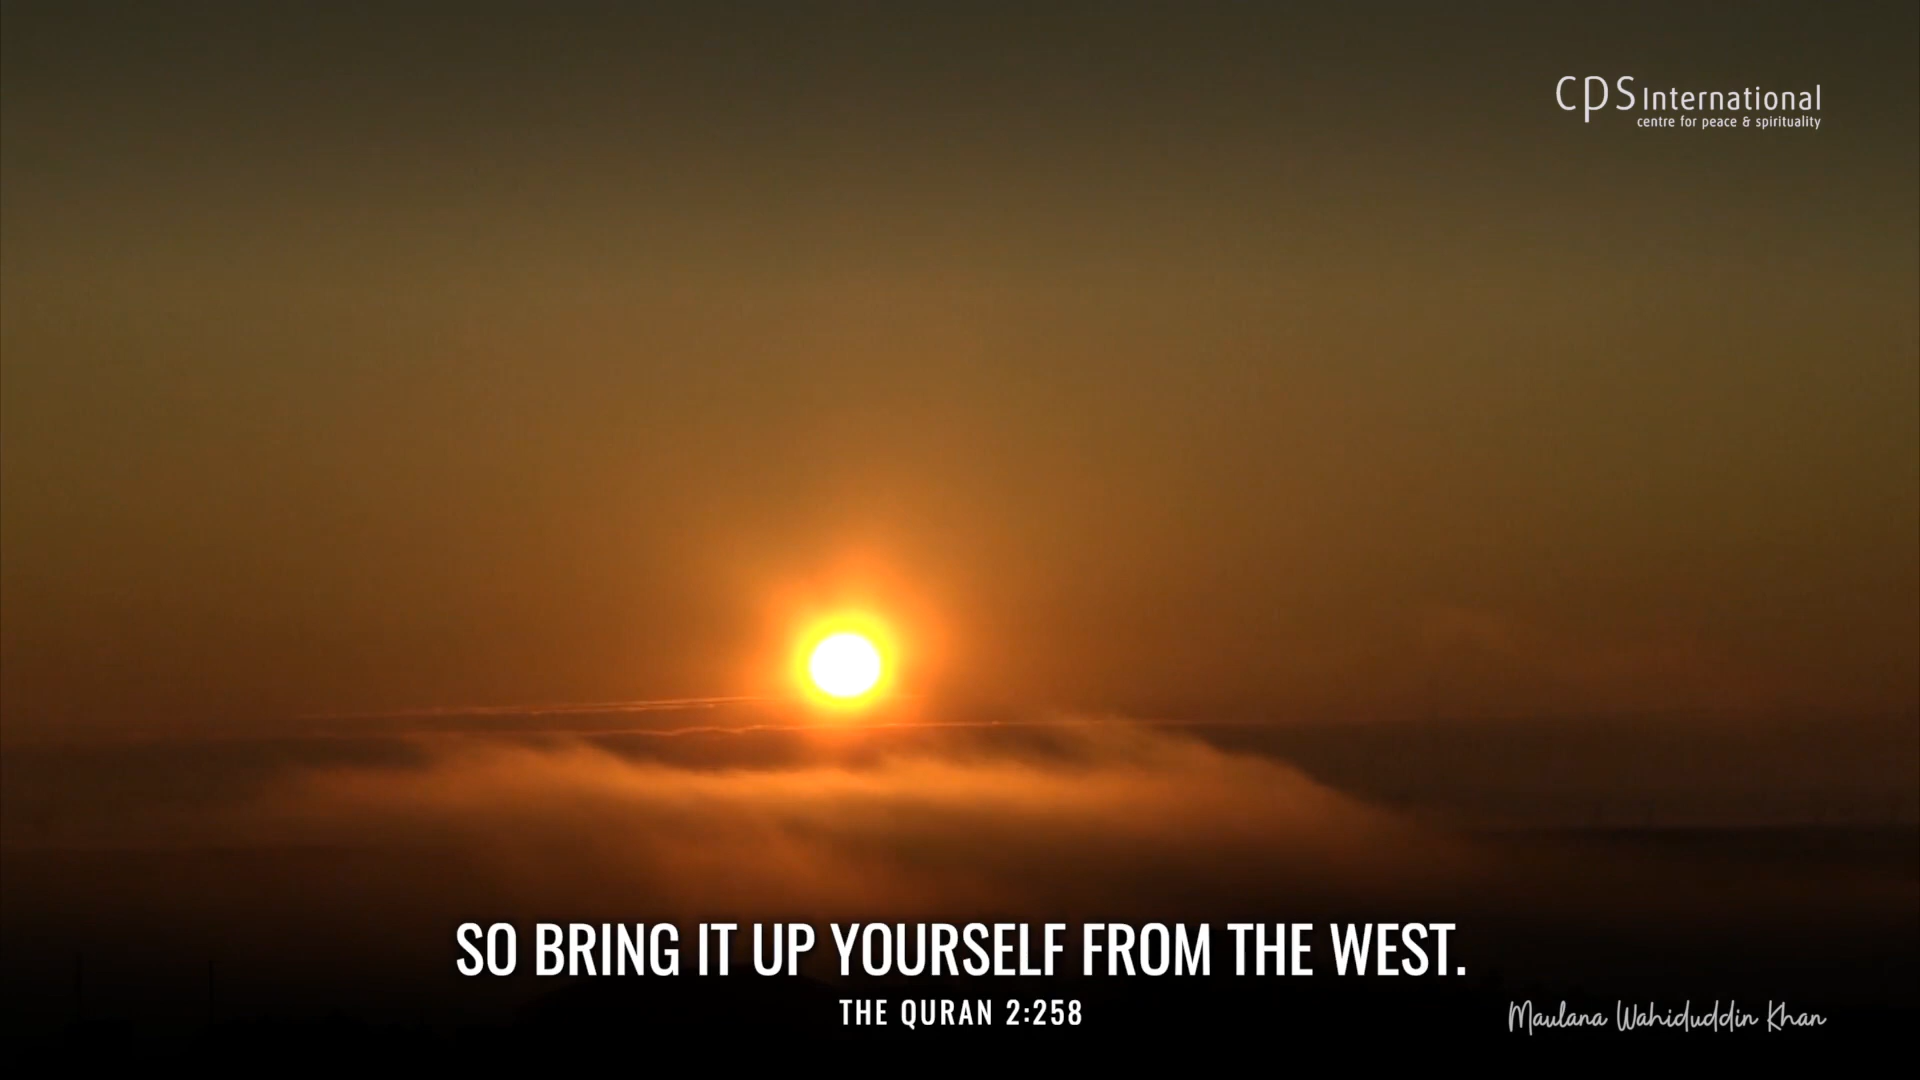 cps International
centre for peace & spirituality
SO BRING IT UP YOURSELF FROM THE WEST.
THE QURAN 2:258
Maulana Wahiduddin Khan